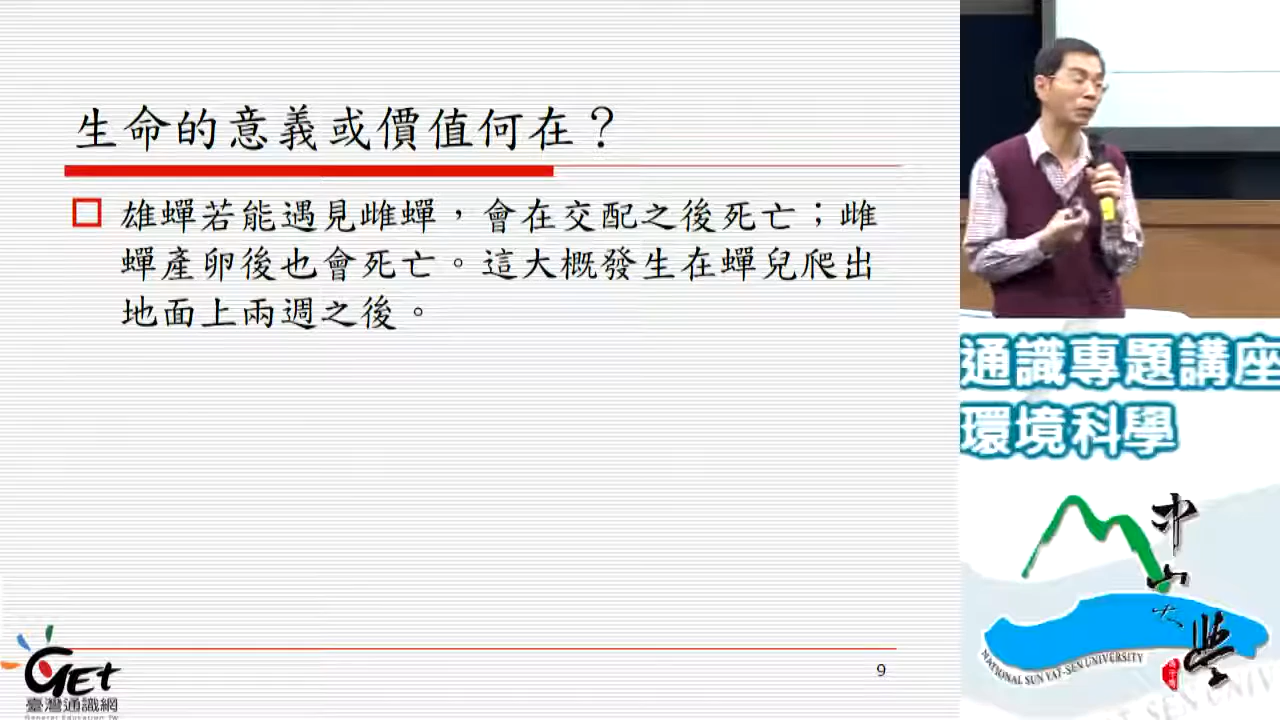 生命的意義或價值何在？
雄蟬若能遇見雌蟬，會在交配之後死亡；雌
蟬產卵後也會死亡。這大概發生在蟬兒爬出
地面上兩週之後。
9
GET
臺灣通識網
General Education TW
通識專題講座
環境科學
中山大學
NATIONAL SUN YAT-SEN UNIVERSITY